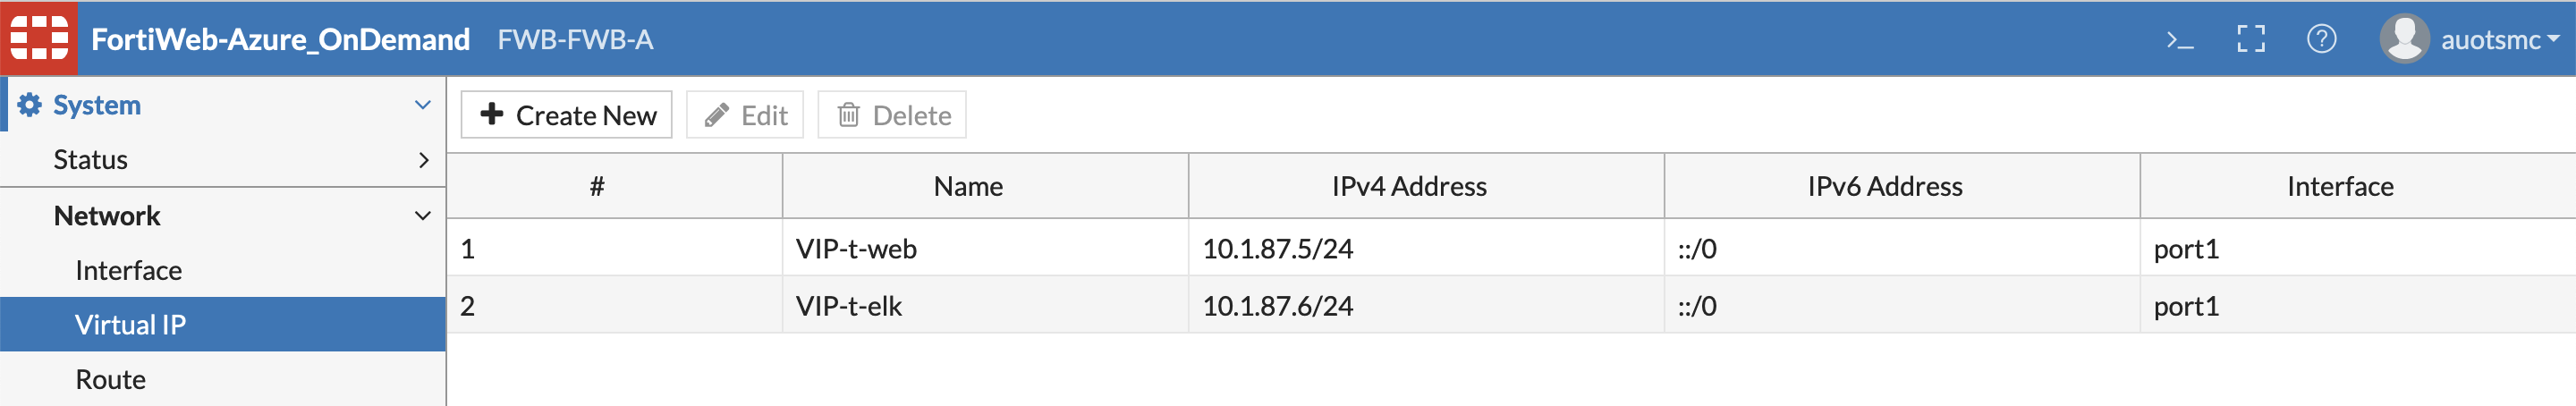 FortiWeb-Azure_OnDemand FWB-FWB-A >_ ? auotsmc
System
Status
Network
Interface
Virtual IP
Route
Create New Edit Delete
# Name IPv4 Address IPv6 Address Interface
1 VIP-t-web 10.1.87.5/24 ::/0 port1
2 VIP-t-elk 10.1.87.6/24 ::/0 port1